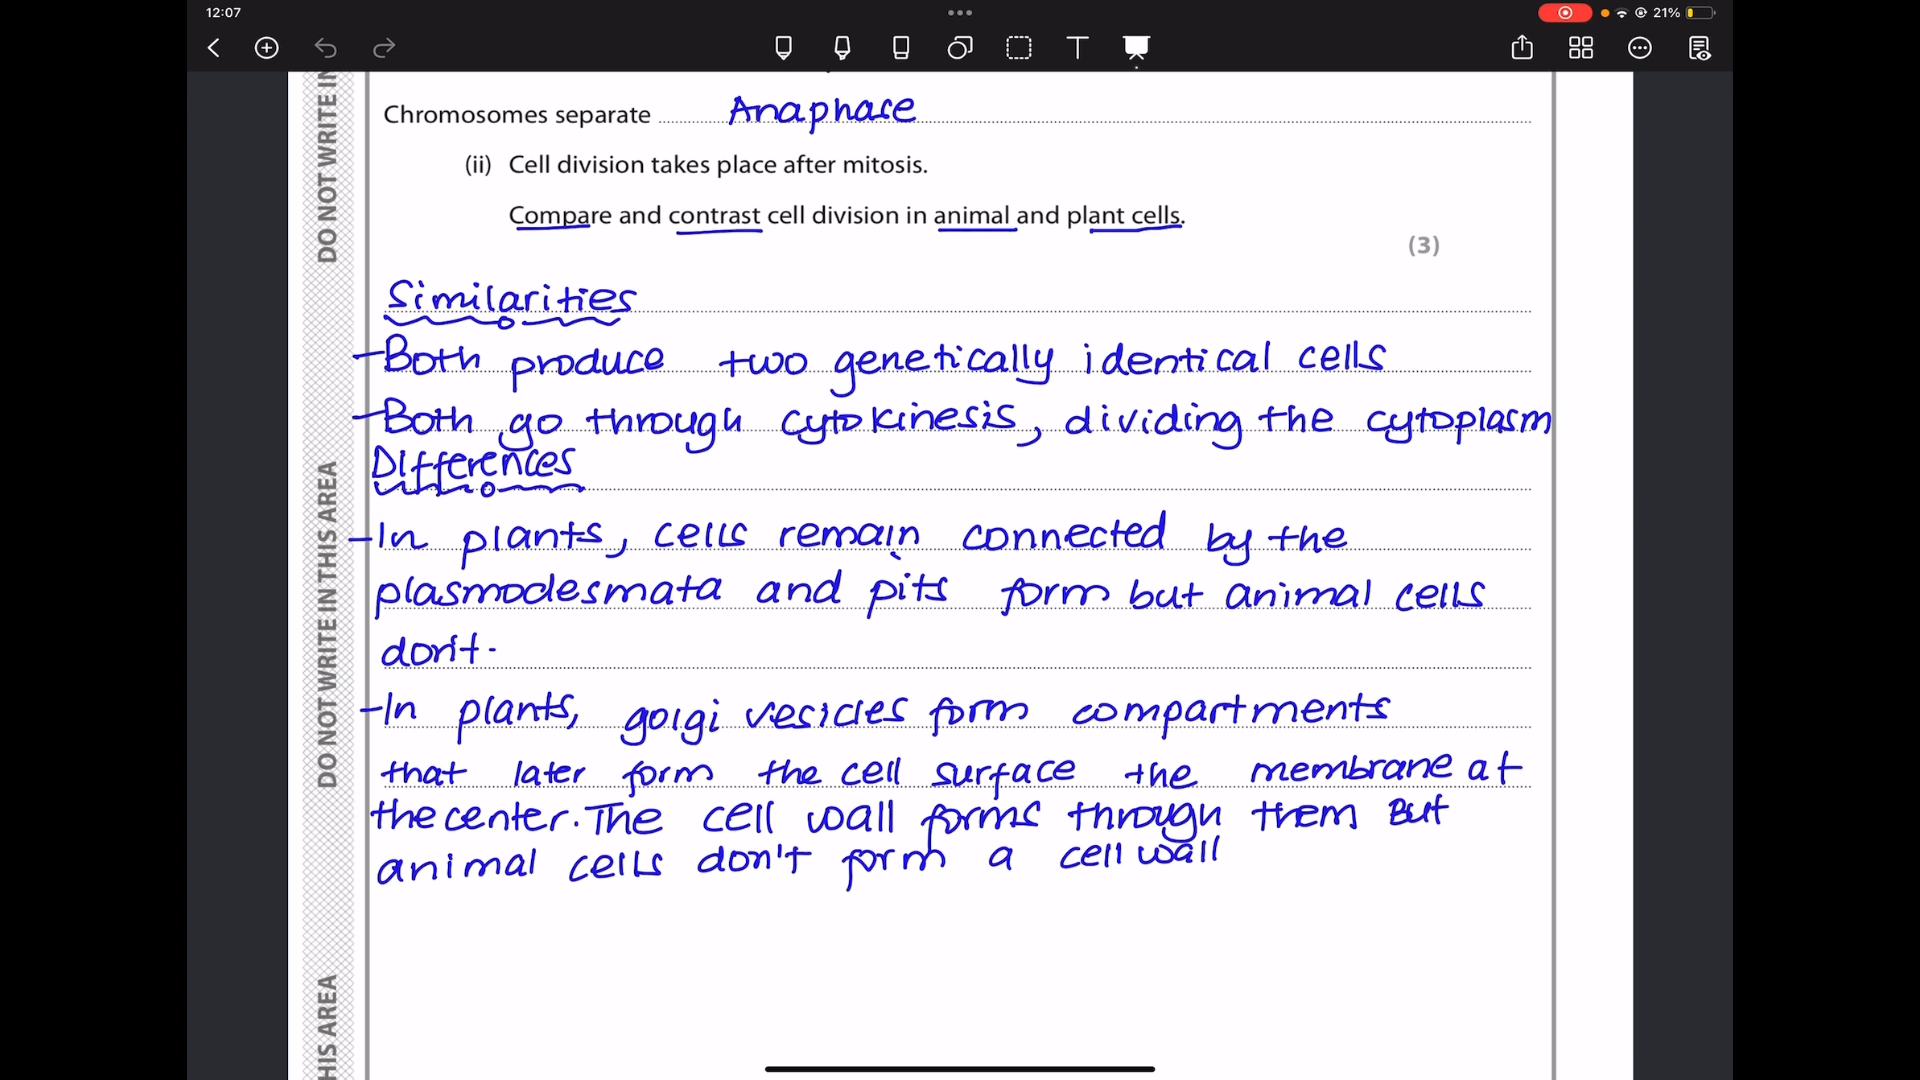 12:07
21%
T
DO NOT WRITE IN
Chromosomes separate Anaphase
(ii) Cell division takes place after mitosis.
Compare and contrast cell division in animal and plant cells.
(3)
Similarities
-Both produce two genetically identical cells
-Both go through cytokinesis, dividing the cytoplasm
Differences
DO NOT WRITE IN THIS AREA
-In plants, cells remain connected by the
plasmodesmata and pits form but animal cells
don't.
-In plants, golgi vesicles form compartments
that later form the cell surface the membrane at
the center. The cell wall forms through them But
animal cells don't form a cell wall
HIS AREA